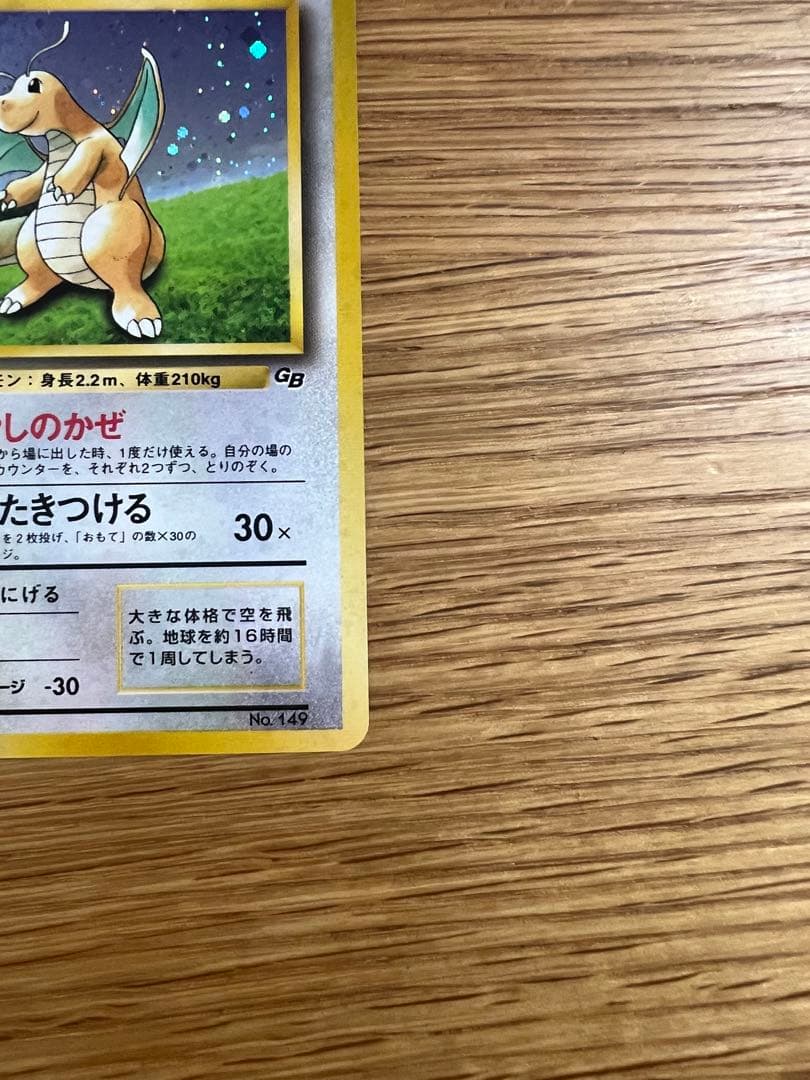 モン:身長2.2m、体重210kg
GB
しのかぜ
から場に出した時、1度だけ使える。自分の場の
カウンターを、それぞれ2つずつ、とりのぞく。
たきつける
30×
を2枚投げ、「おもて」の数×30の
ジ。
にげる
大きな体格で空を飛
ぶ。地球を約16時間
で1周してしまう。
ージ -30
No. 149